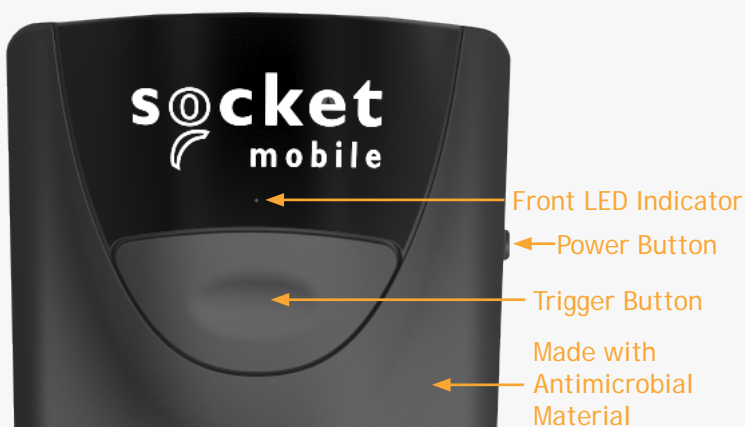 socket
mobile
Front LED Indicator
Power Button
Trigger Button
Made with
Antimicrobial
Material